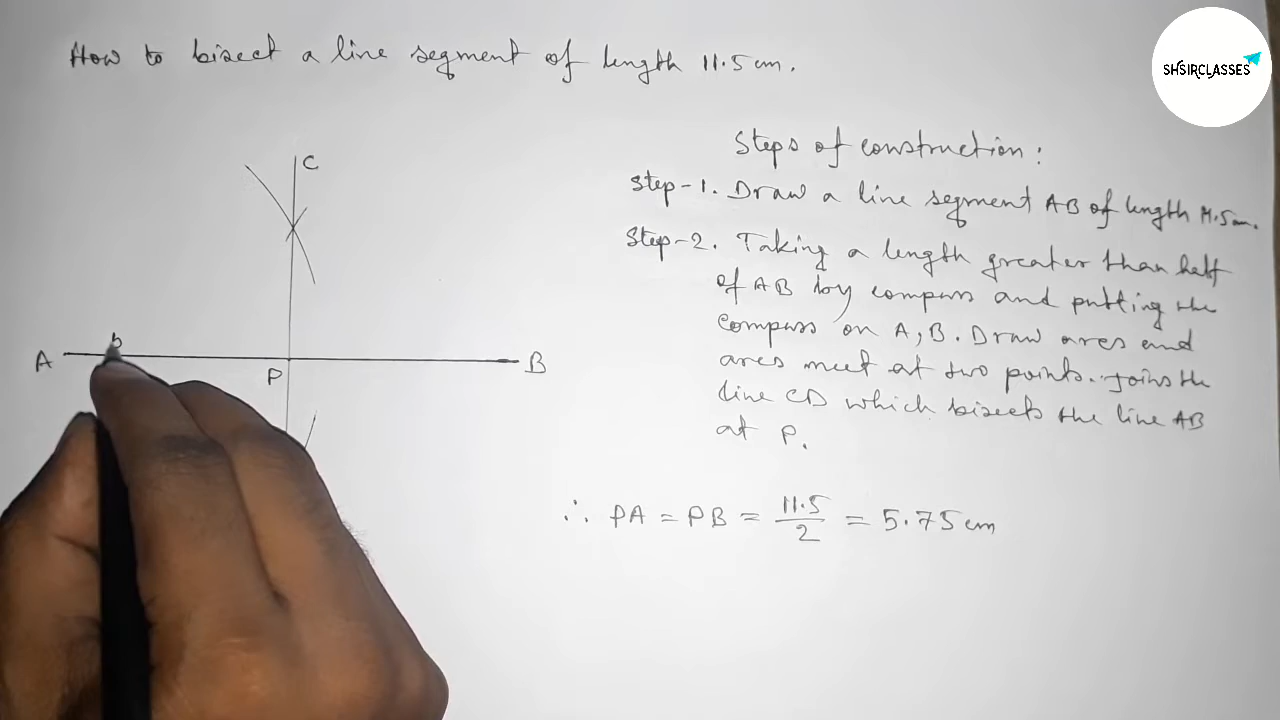 How to bisect a line segment of length 11.5 cm.
SHSIRCLASSES
C
A
B
P
Steps of construction:
Step-1. Draw a line segment AB of length 11.5 cm.
Step-2. Taking a length greater than half
of AB by compass and putting the
compass on A, B. Draw arcs and
arcs meet at two points. Joins the
line CD which bisects the line AB
at P.
∴ PA = PB = 11.5/2 = 5.75 cm